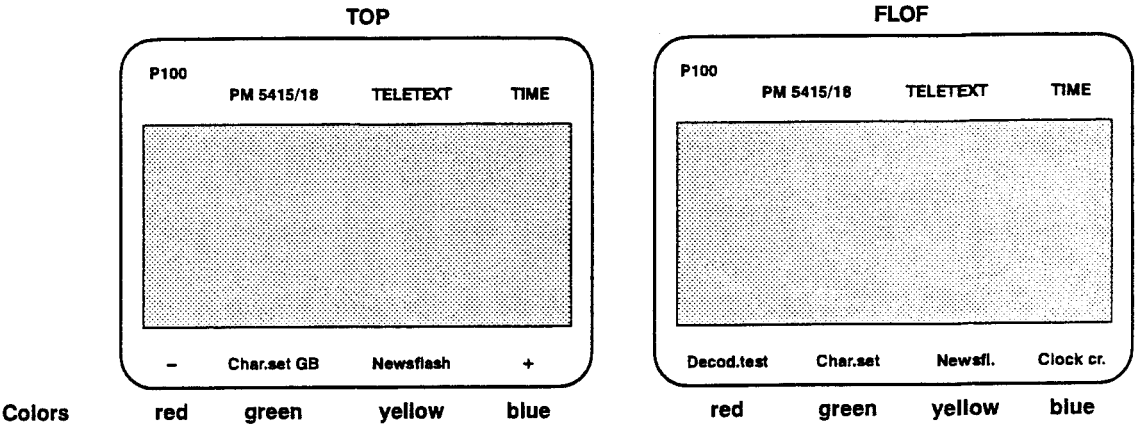 TOP
P100
PM 5415/18 TELETEXT TIME
– Char.set GB Newsflash +
Colors red green yellow blue
FLOF
P100
PM 5415/18 TELETEXT TIME
Decod.test Char.set Newsfl. Clock cr.
red green yellow blue